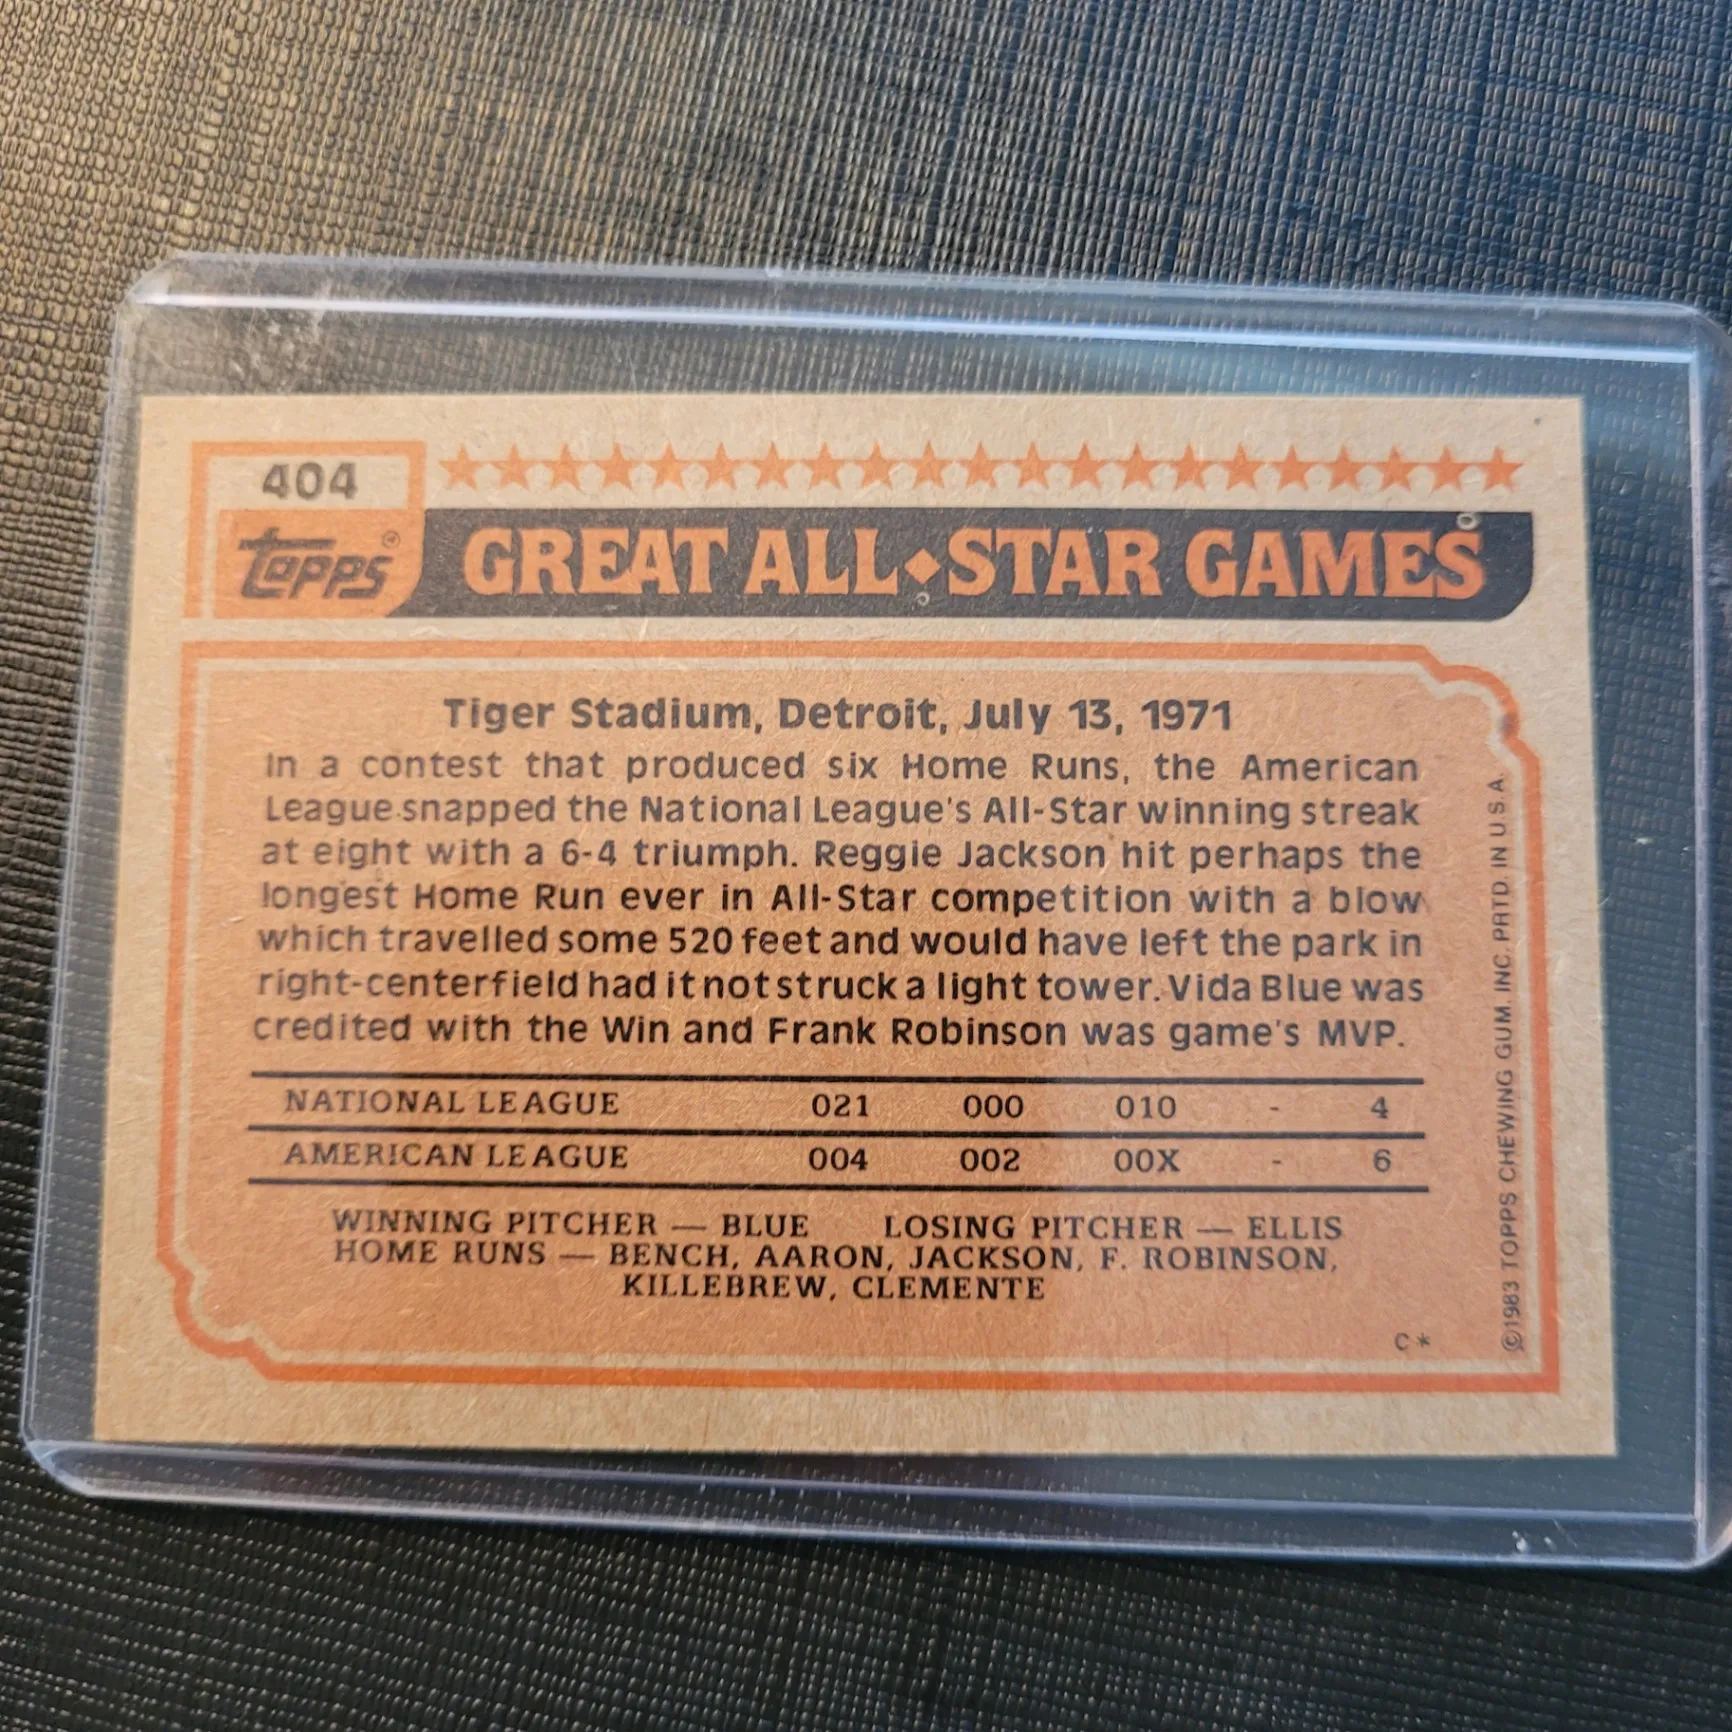 404
topps®
GREAT ALL◆STAR GAMES
Tiger Stadium, Detroit, July 13, 1971
In a contest that produced six Home Runs, the American
League snapped the National League's All-Star winning streak
at eight with a 6-4 triumph. Reggie Jackson hit perhaps the
longest Home Run ever in All-Star competition with a blow
which travelled some 520 feet and would have left the park in
right-centerfield had it not struck a light tower. Vida Blue was
credited with the Win and Frank Robinson was game's MVP.
NATIONAL LEAGUE 021 000 010 - 4
AMERICAN LEAGUE 004 002 00X - 6
WINNING PITCHER — BLUE LOSING PITCHER — ELLIS
HOME RUNS — BENCH, AARON, JACKSON, F. ROBINSON,
KILLEBREW, CLEMENTE
C*
©1983 TOPPS CHEWING GUM, INC. PRTD. IN U.S.A.